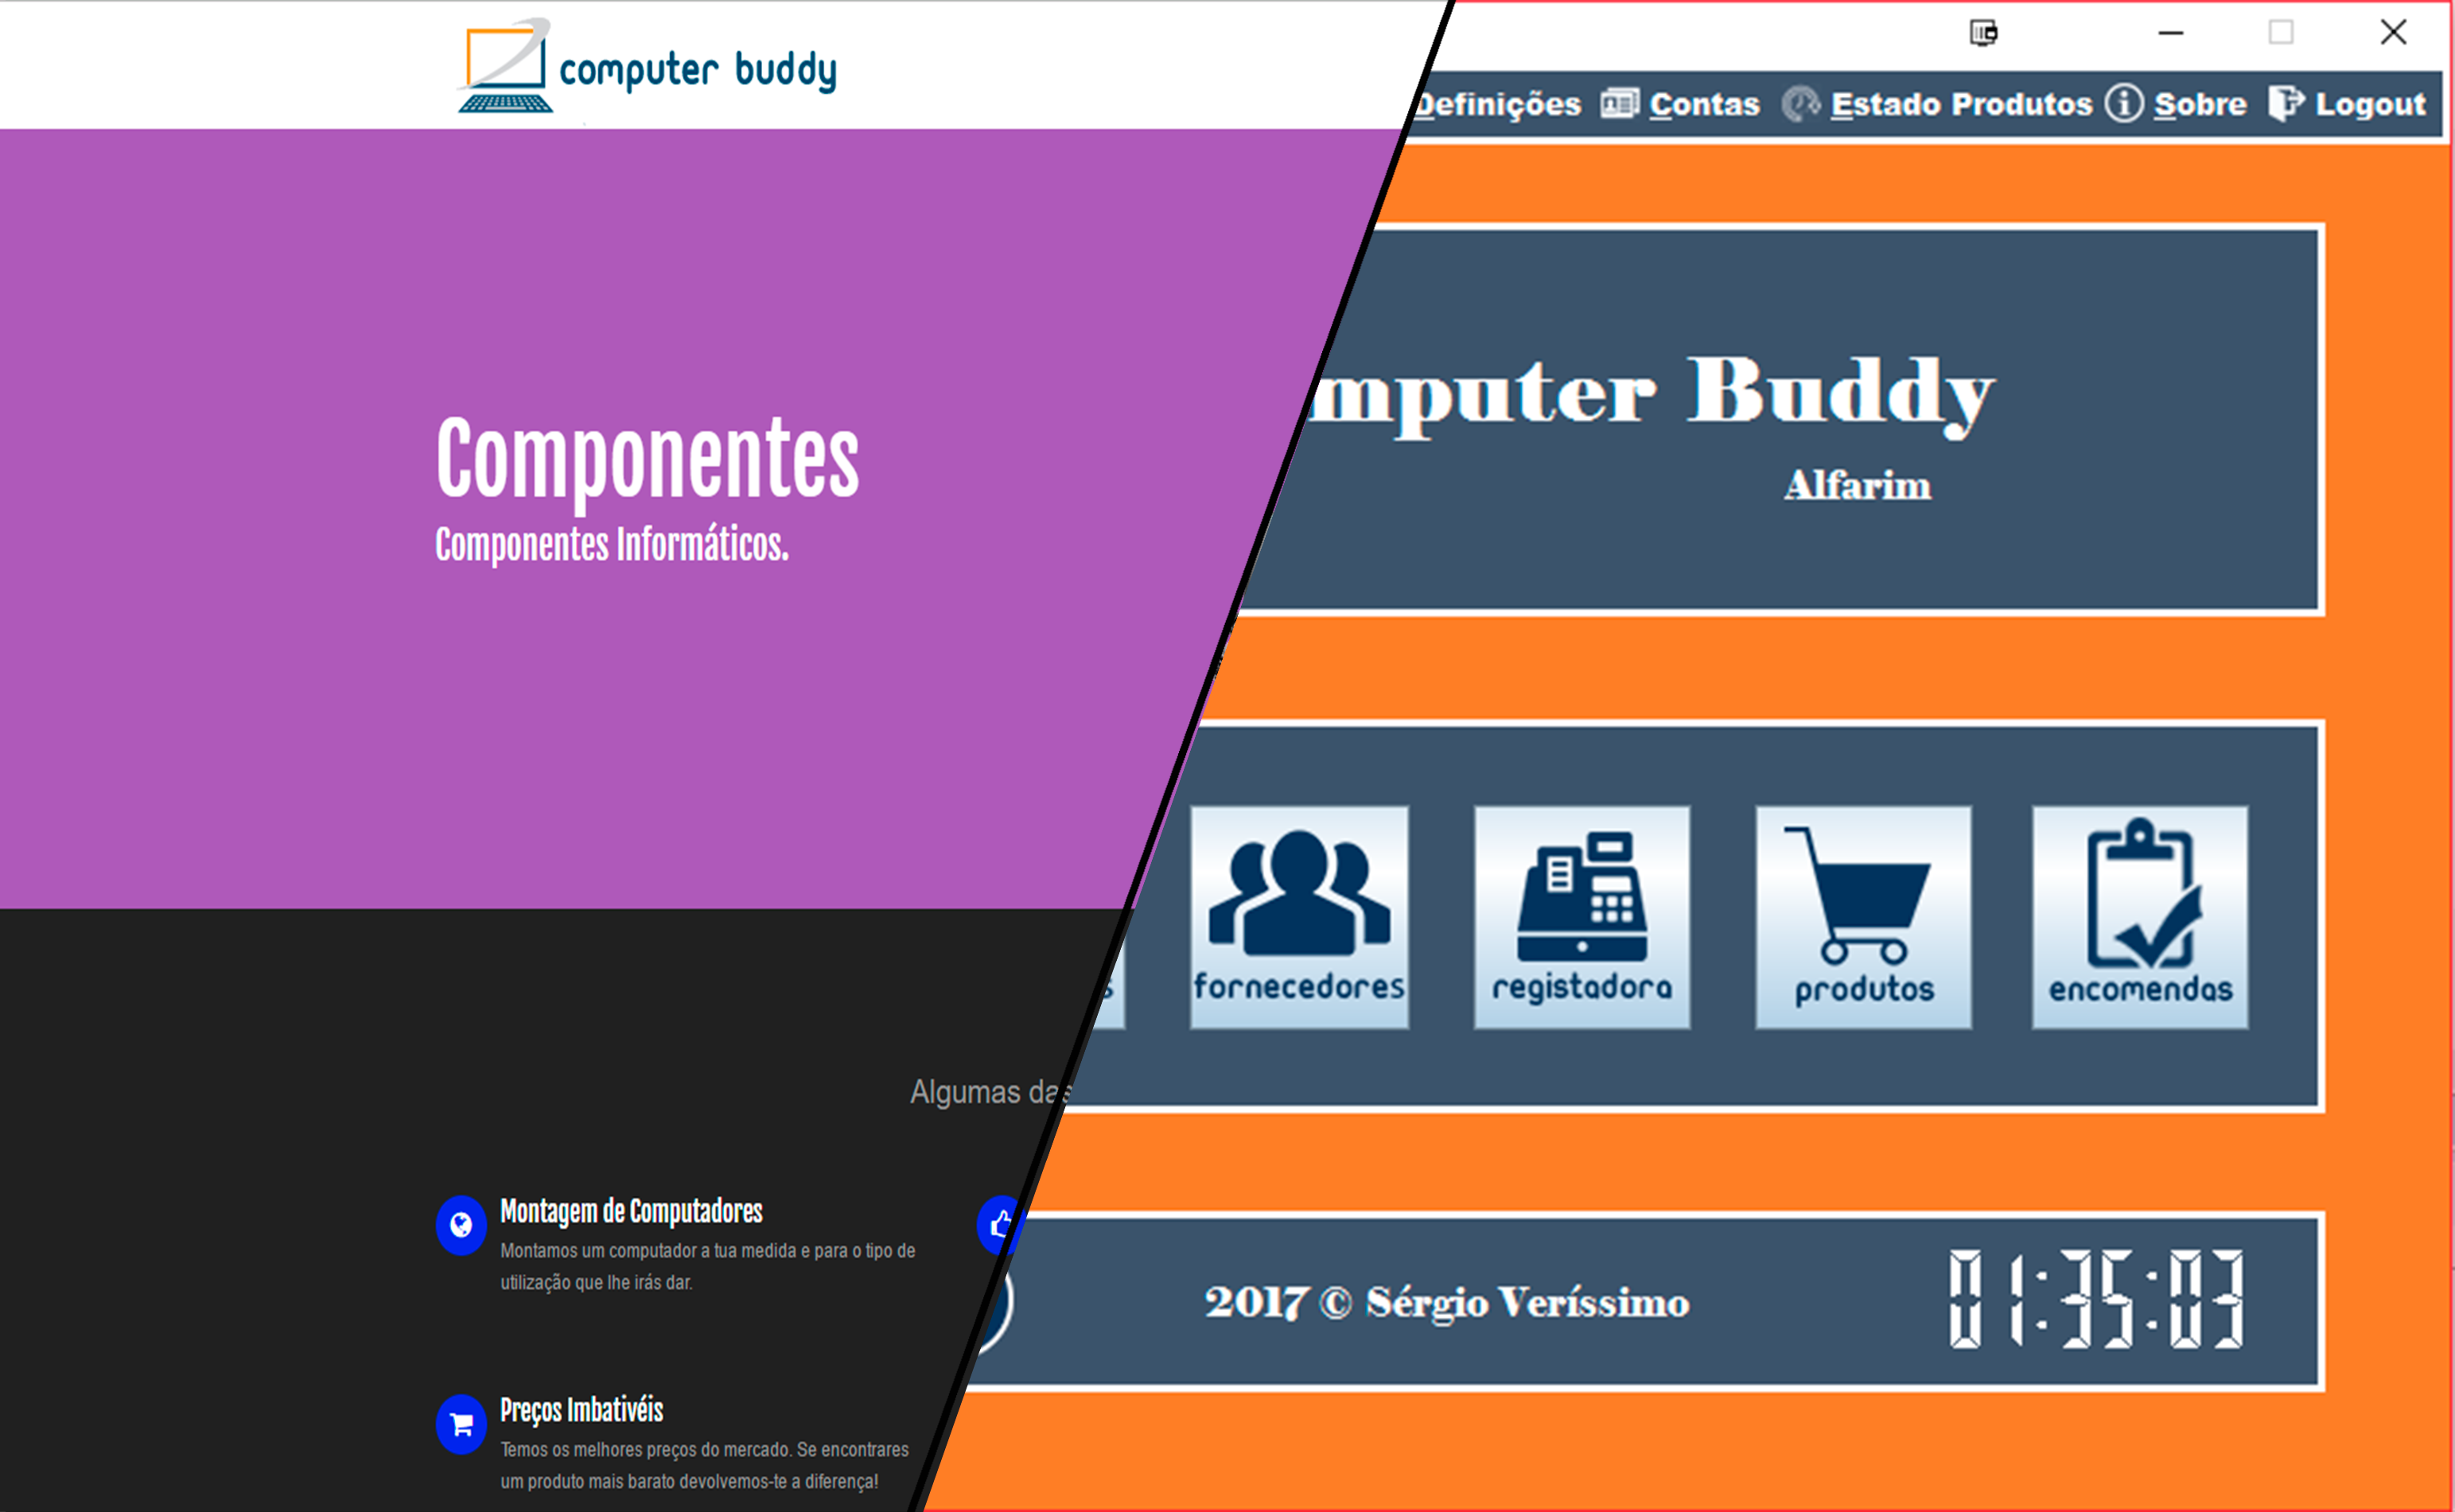 computer buddy
Componentes
Componentes Informáticos.
Algumas das
Montagem de Computadores
Montamos um computador a tua medida e para o tipo de
utilização que lhe irás dar.
Preços Imbativéis
Temos os melhores preços do mercado. Se encontrares
um produto mais barato devolvemos-te a diferença!
Definições Contas Estado Produtos Sobre Logout
mputer Buddy
Alfarim
s fornecedores registadora produtos encomendas
2017 © Sérgio Veríssimo 01:35:03